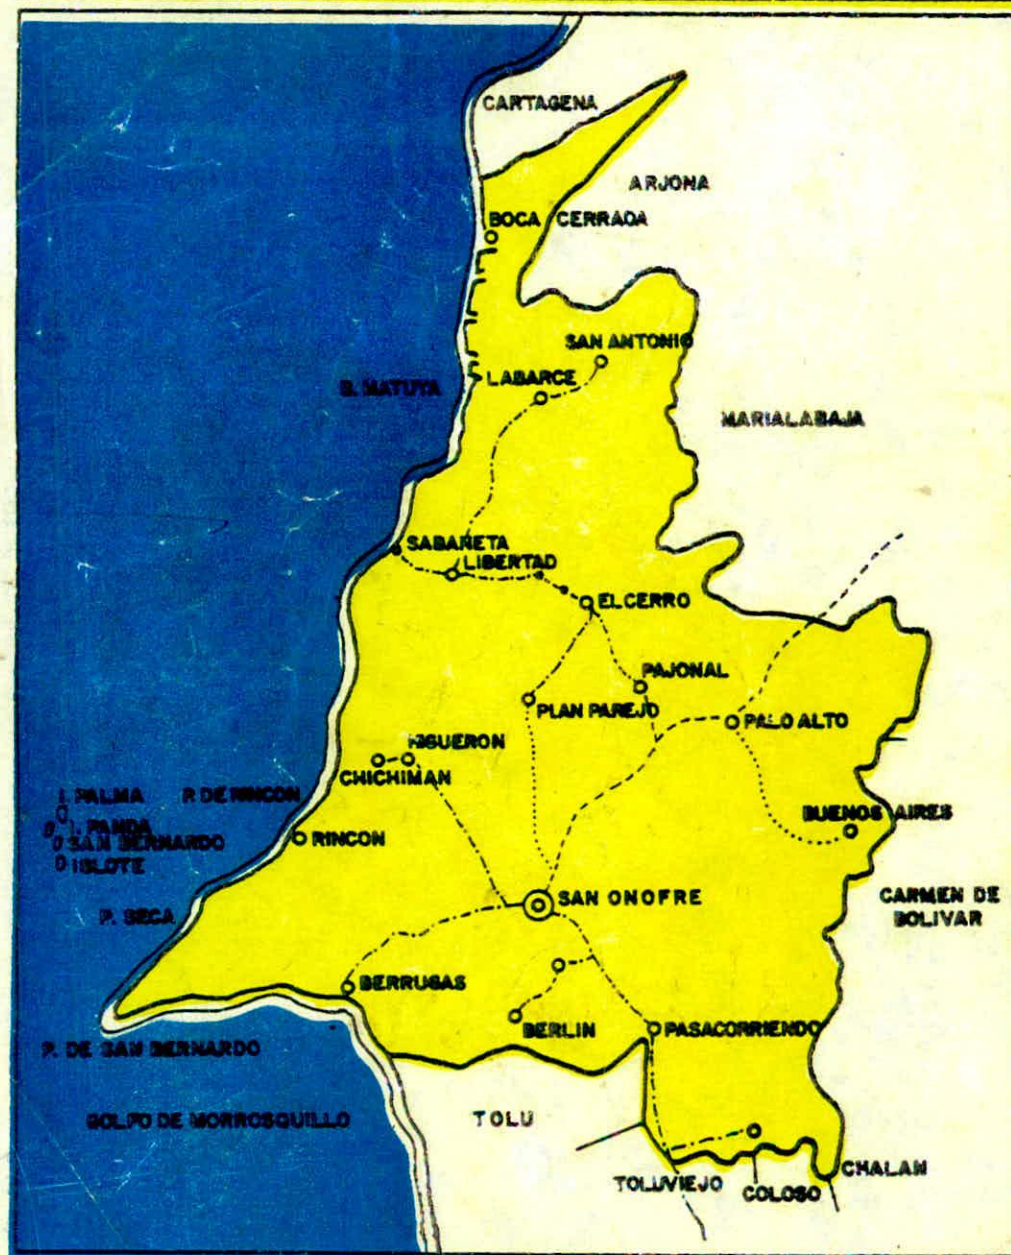 CARTAGENA
ARJONA
BOCA CERRADA
SAN ANTONIO
LABARCE
B. MATUYA
MARIALABAJA
SABANETA
LIBERTAD
EL CERRO
PAJONAL
PLAN PAREJO
PALO ALTO
HIGUERON
CHICHIMAN
I. PALMA
P. DE RINCON
I. PANDA
BUENOS AIRES
SAN BERNARDO
RINCON
ISLOTE
SAN ONOFRE
CARMEN DE
BOLIVAR
P. SECA
BERRUGAS
BERLIN
PASACORRIENDO
P. DE SAN BERNARDO
GOLFO DE MORROSQUILLO
TOLU
CHALAN
TOLUVIEJO
COLOSO